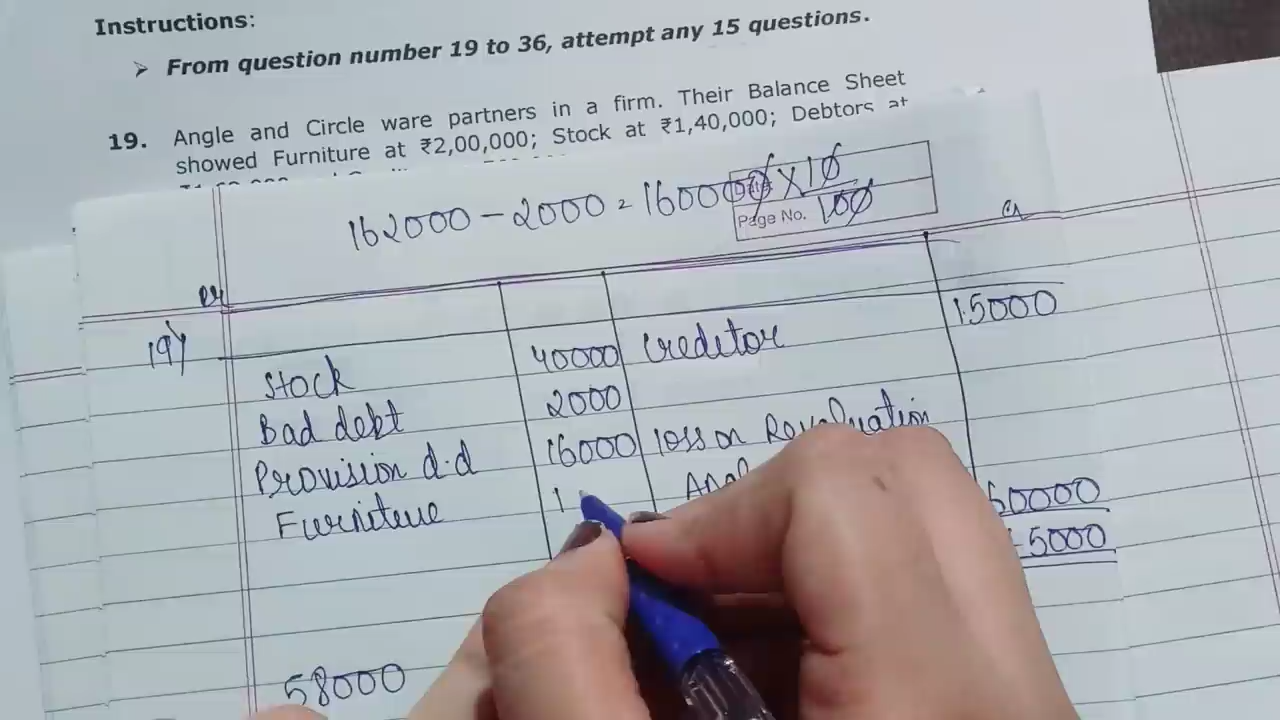 Instructions:
➢ From question number 19 to 36, attempt any 15 questions.
19. Angle and Circle ware partners in a firm. Their Balance Sheet
showed Furniture at ₹2,00,000; Stock at ₹1,40,000; Debtors at
162000 - 2000 = 160000 × 10
Page No. 100
Dr Cr
19)
Stock 40000 Creditor 15000
Bad debt 2000
Provision d.d 16000 loss on Revaluation
Furniture 1 60000
5000
58000